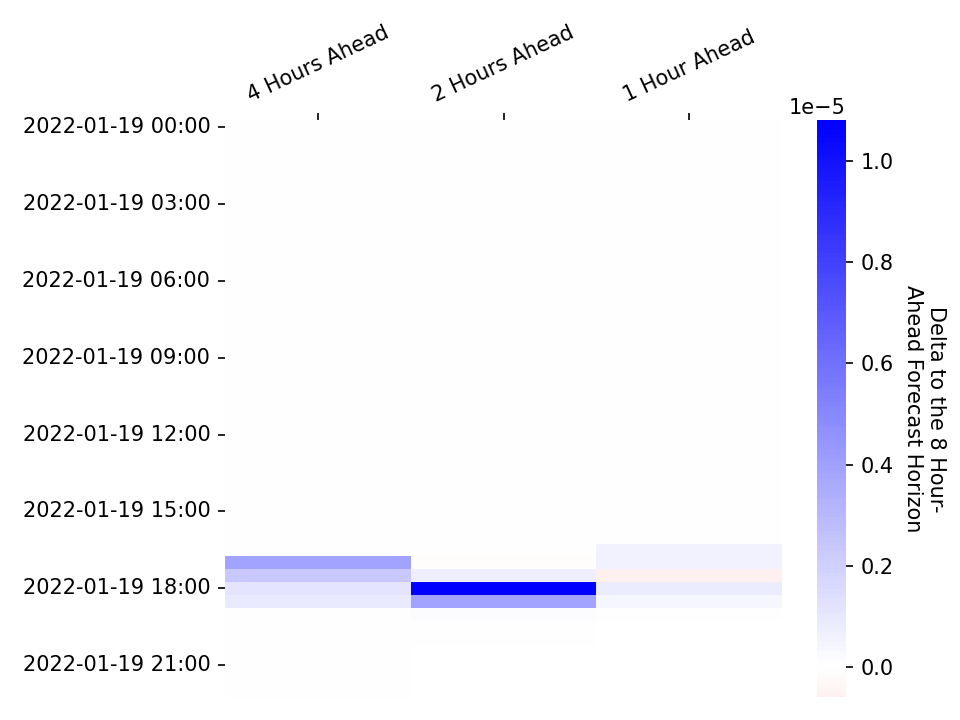 4 Hours Ahead
2 Hours Ahead
1 Hour Ahead
1e−5
2022-01-19 00:00
2022-01-19 03:00
2022-01-19 06:00
2022-01-19 09:00
2022-01-19 12:00
2022-01-19 15:00
2022-01-19 18:00
2022-01-19 21:00
1.0
0.8
0.6
0.4
0.2
0.0
Delta to the 8 Hour-
Ahead Forecast Horizon